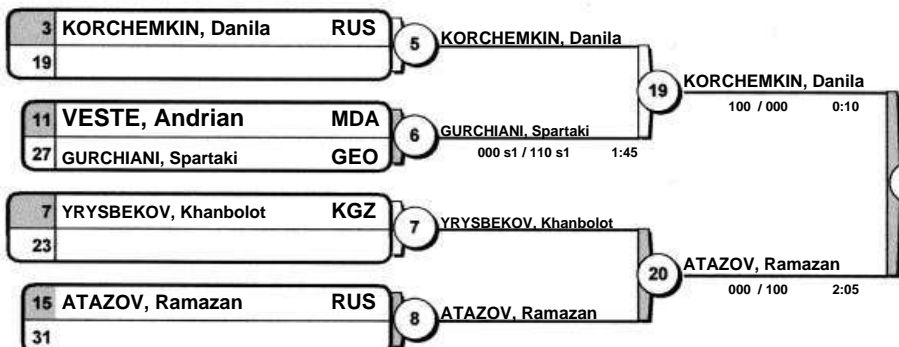 3 KORCHEMKIN, Danila RUS
19
5
KORCHEMKIN, Danila
19
KORCHEMKIN, Danila
100 / 000 0:10
11 VESTE, Andrian MDA
27 GURCHIANI, Spartaki GEO
6
GURCHIANI, Spartaki
000 s1 / 110 s1 1:45
7 YRYSBEKOV, Khanbolot KGZ
23
7
YRYSBEKOV, Khanbolot
20
ATAZOV, Ramazan
000 / 100 2:05
15 ATAZOV, Ramazan RUS
31
8
ATAZOV, Ramazan